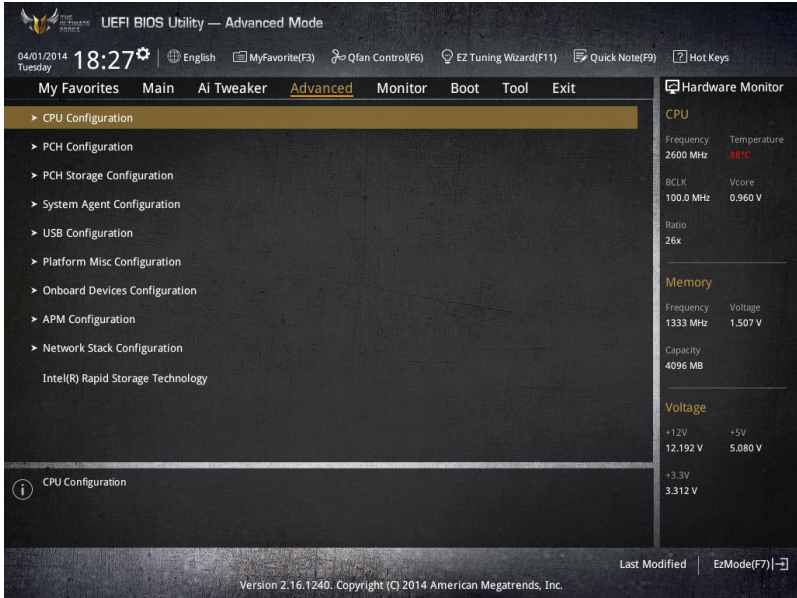 THE ULTIMATE FORCE
UEFI BIOS Utility — Advanced Mode
04/01/2014
Tuesday
18:27
English
MyFavorite(F3)
Qfan Control(F6)
EZ Tuning Wizard(F11)
Quick Note(F9)
? Hot Keys
My Favorites
Main
Ai Tweaker
Advanced
Monitor
Boot
Tool
Exit
> CPU Configuration
> PCH Configuration
> PCH Storage Configuration
> System Agent Configuration
> USB Configuration
> Platform Misc Configuration
> Onboard Devices Configuration
> APM Configuration
> Network Stack Configuration
Intel(R) Rapid Storage Technology
i
CPU Configuration
Hardware Monitor
CPU
Frequency Temperature
2600 MHz 88°C
BCLK Vcore
100.0 MHz 0.960 V
Ratio
26x
Memory
Frequency Voltage
1333 MHz 1.507 V
Capacity
4096 MB
Voltage
+12V +5V
12.192 V 5.080 V
+3.3V
3.312 V
Last Modified
EzMode(F7)
Version 2.16.1240. Copyright (C) 2014 American Megatrends, Inc.